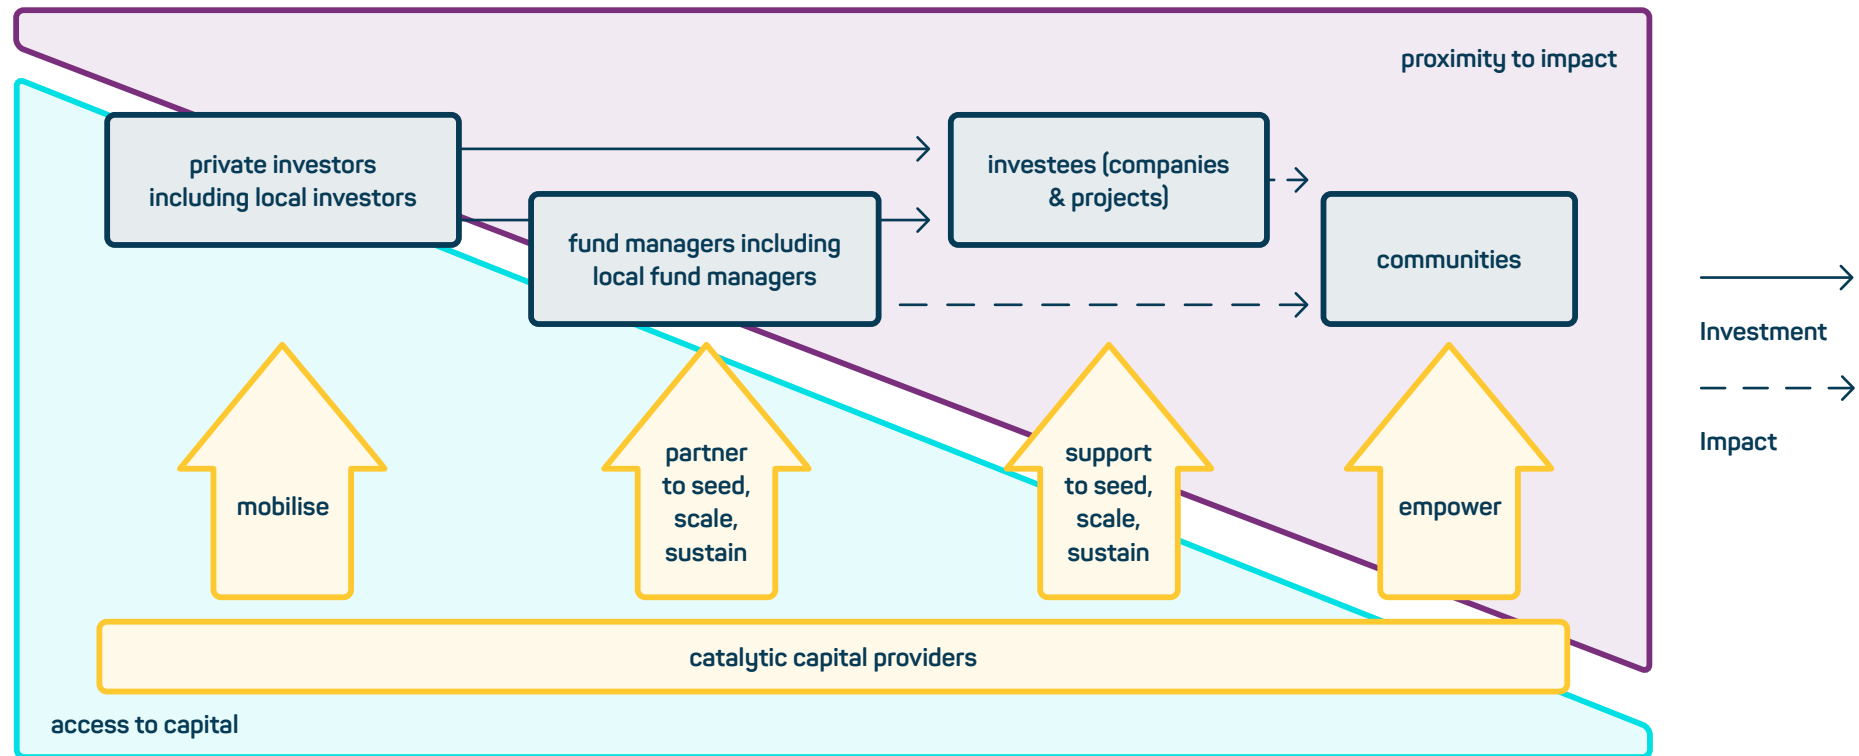 proximity to impact
private investors
including local investors
investees (companies
& projects)
fund managers including
local fund managers
communities
Investment
Impact
mobilise
partner
to seed,
scale,
sustain
support
to seed,
scale,
sustain
empower
catalytic capital providers
access to capital